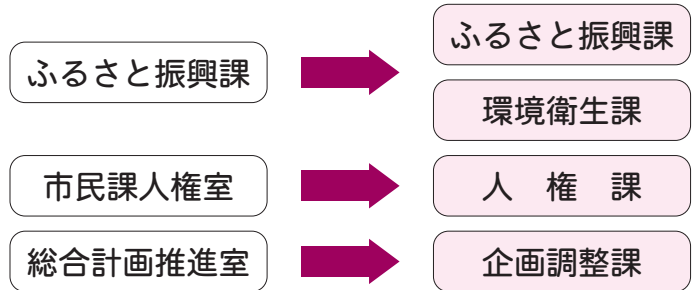 ふるさと振興課
ふるさと振興課
環境衛生課
市民課人権室
人　権　課
総合計画推進室
企画調整課